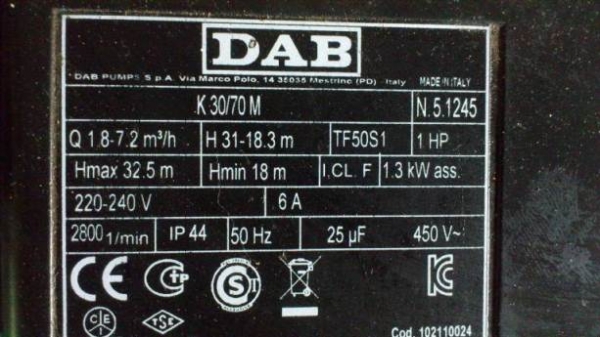 DAB
DAB PUMPS S.p.A. Via Marco Polo, 14 35035 Mestrino (PD) - Italy MADE IN ITALY
K 30/70 M N. 5.1245
Q 1.8-7.2 m³/h H 31-18.3 m TF50S1 1 HP
Hmax 32.5 m Hmin 18 m I.CL F 1.3 kW ass.
220-240 V 6 A
2800 1/min IP 44 50 Hz 25 µF 450 V~
CE
TSE
Cod. 102110024